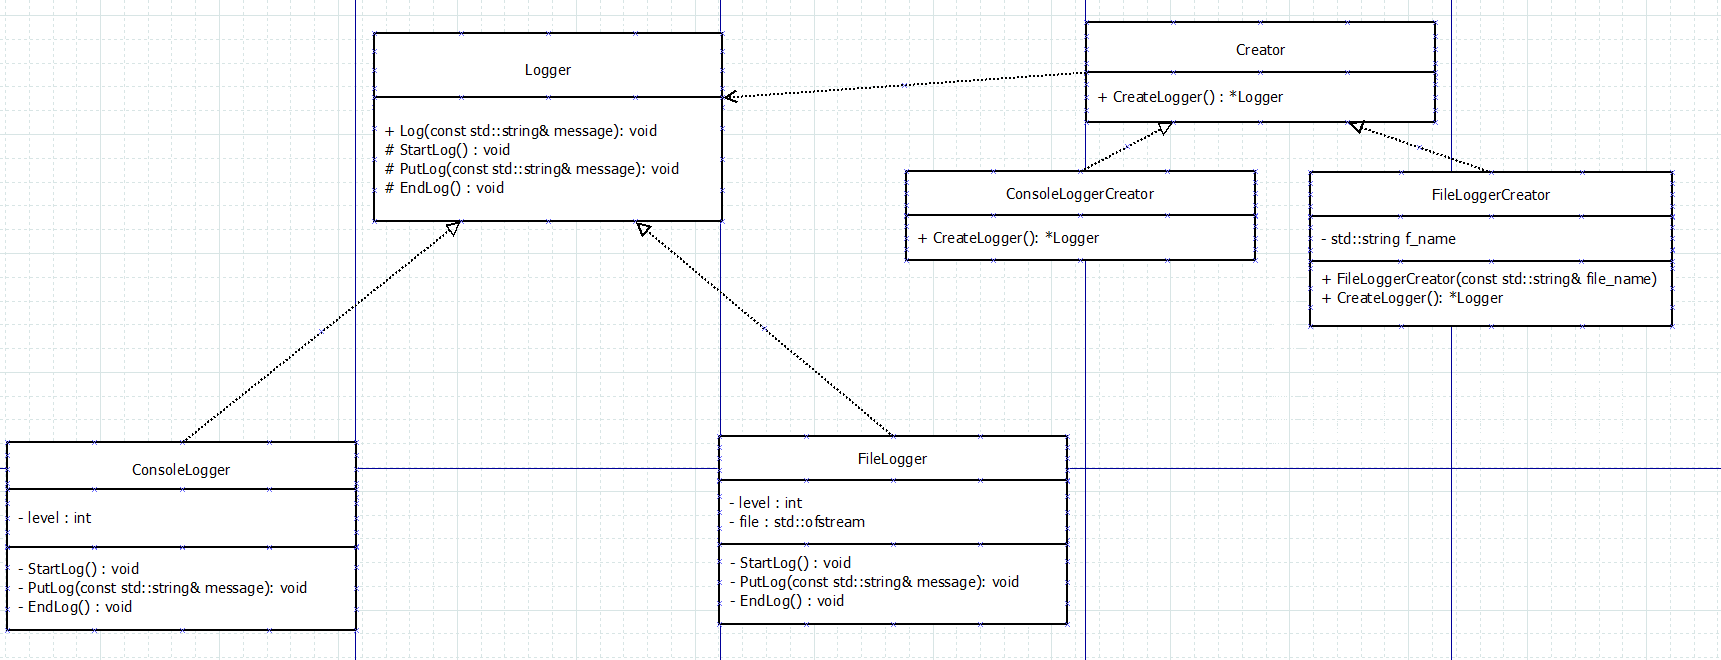 Logger
+ Log(const std::string& message): void
# StartLog() : void
# PutLog(const std::string& message): void
# EndLog() : void
Creator
+ CreateLogger() : *Logger
ConsoleLoggerCreator
+ CreateLogger(): *Logger
FileLoggerCreator
- std::string f_name
+ FileLoggerCreator(const std::string& file_name)
+ CreateLogger(): *Logger
ConsoleLogger
- level : int
- StartLog() : void
- PutLog(const std::string& message): void
- EndLog() : void
FileLogger
- level : int
- file : std::ofstream
- StartLog() : void
- PutLog(const std::string& message): void
- EndLog() : void